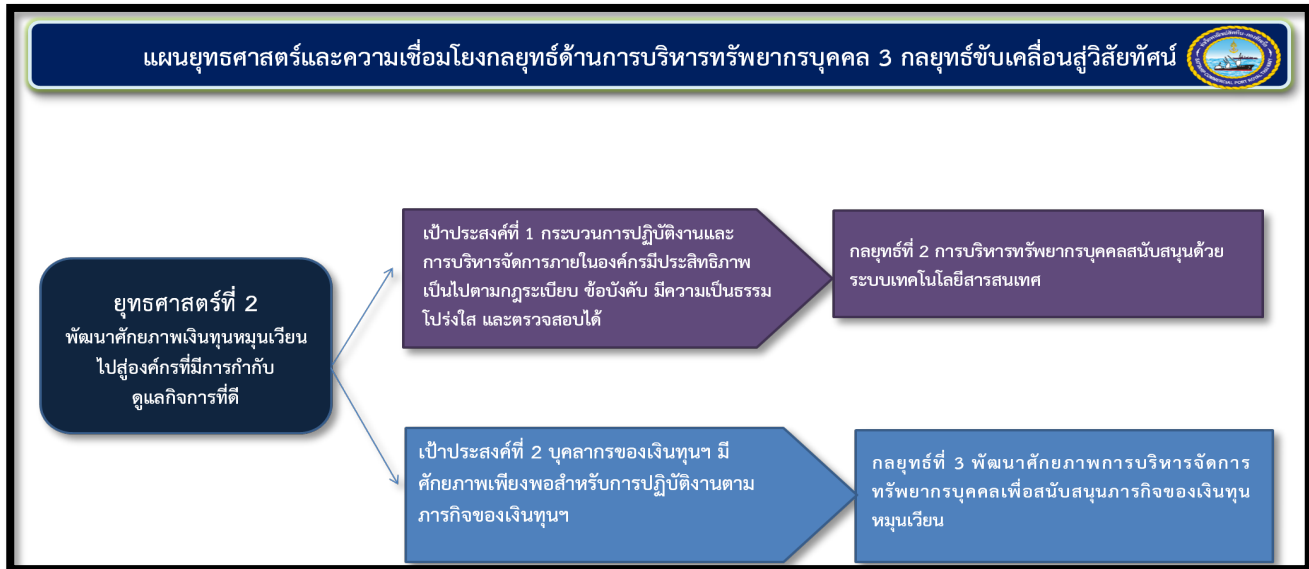 แผนยุทธศาสตร์และความเชื่อมโยงกลยุทธ์ด้านการบริหารทรัพยากรบุคคล 3 กลยุทธ์ขับเคลื่อนสู่วิสัยทัศน์
ยุทธศาสตร์ที่ 2
พัฒนาศักยภาพเงินทุนหมุนเวียน
ไปสู่องค์กรที่มีการกำกับ
ดูแลกิจการที่ดี
เป้าประสงค์ที่ 1 กระบวนการปฏิบัติงานและ
การบริหารจัดการภายในองค์กรมีประสิทธิภาพ
เป็นไปตามกฎระเบียบ ข้อบังคับ มีความเป็นธรรม
โปร่งใส และตรวจสอบได้
กลยุทธ์ที่ 2 การบริหารทรัพยากรบุคคลสนับสนุนด้วย
ระบบเทคโนโลยีสารสนเทศ
เป้าประสงค์ที่ 2 บุคลากรของเงินทุนฯ มี
ศักยภาพเพียงพอสำหรับการปฏิบัติงานตาม
ภารกิจของเงินทุนฯ
กลยุทธ์ที่ 3 พัฒนาศักยภาพการบริหารจัดการ
ทรัพยากรบุคคลเพื่อสนับสนุนภารกิจของเงินทุน
หมุนเวียน